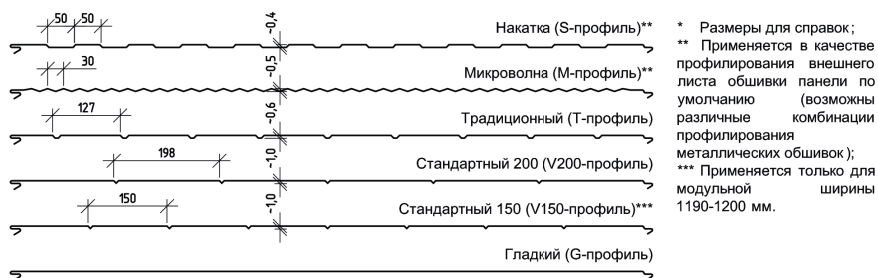 50 50
~0,4
Накатка (S-профиль)**
30
~0,5
Микроволна (М-профиль)**
127
~0,6
Традиционный (Т-профиль)
198
~1,0
Стандартный 200 (V200-профиль)
150
~1,0
Стандартный 150 (V150-профиль)***
Гладкий (G-профиль)
* Размеры для справок;
** Применяется в качестве
профилирования внешнего
листа обшивки панели по
умолчанию (возможны
различные комбинации
профилирования
металлических обшивок);
*** Применяется только для
модульной ширины
1190-1200 мм.